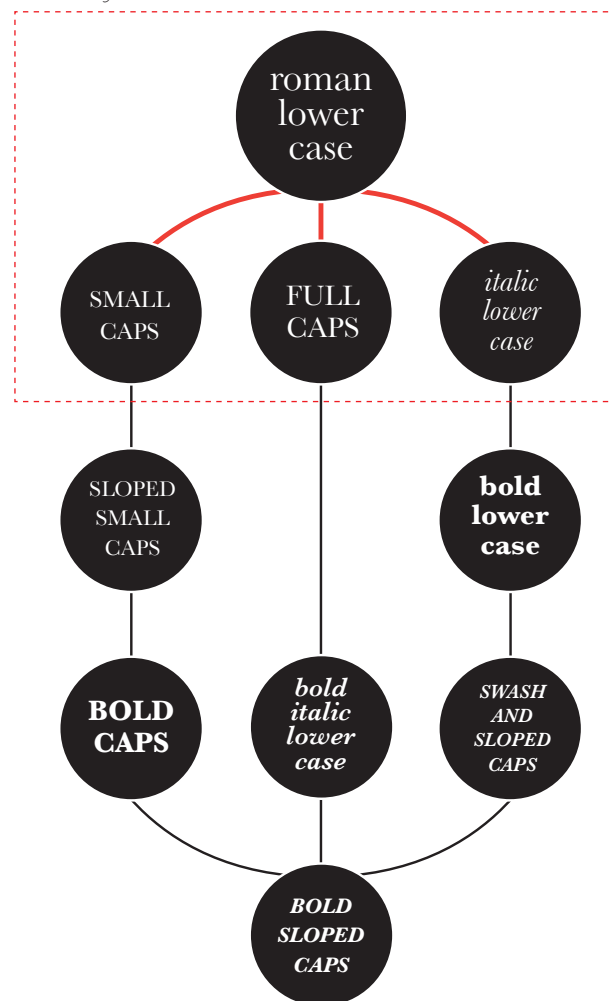 roman
lower
case
SMALL
CAPS
FULL
CAPS
italic
lower
case
SLOPED
SMALL
CAPS
bold
lower
case
BOLD
CAPS
bold
italic
lower
case
SWASH
AND
SLOPED
CAPS
BOLD
SLOPED
CAPS